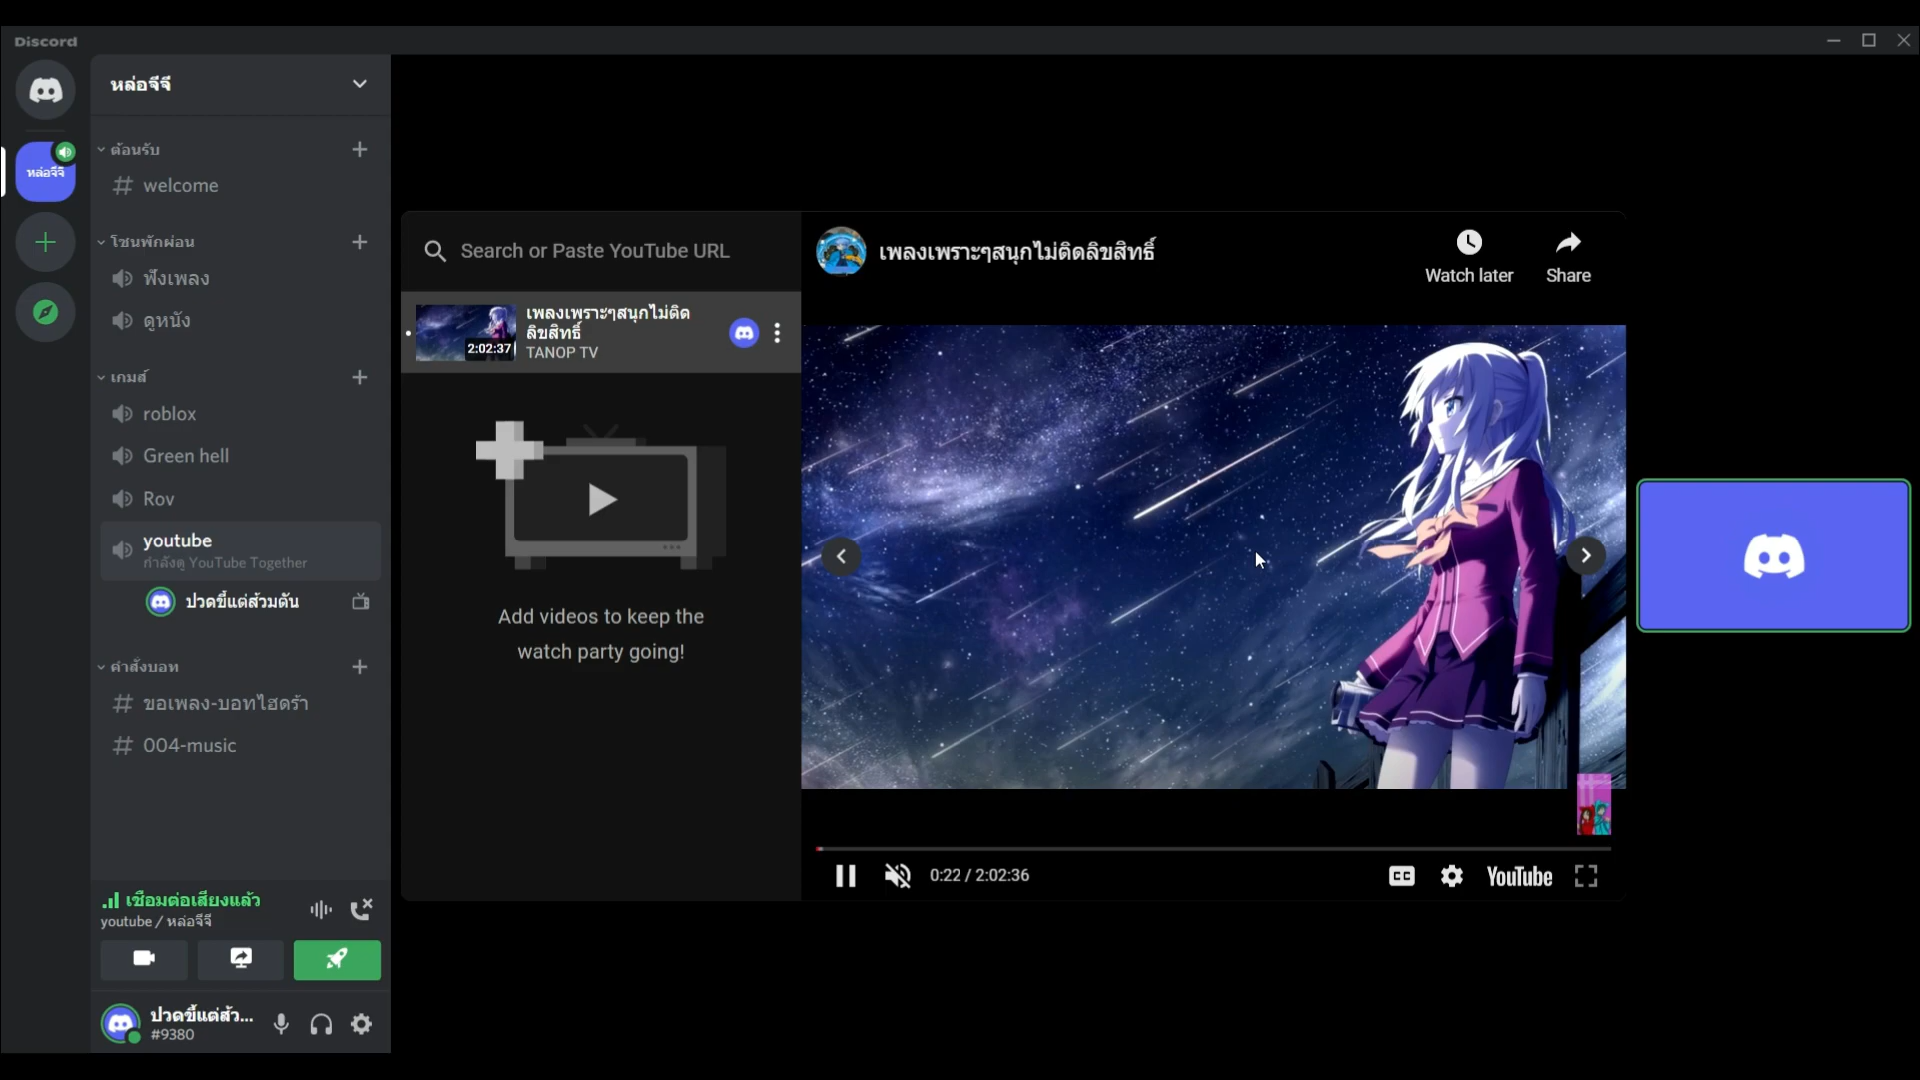 Discord
หล่อจีจี
หล่อจีจี
ต้อนรับ
welcome
โซนพักผ่อน
ฟังเพลง
ดูหนัง
เกมส์
roblox
Green hell
Rov
youtube
กำลังดู YouTube Together
ปวดขี้แต่ส้วมตัน
คำสั่งบอท
ขอเพลง-บอทไฮดร้า
004-music
เชื่อมต่อเสียงแล้ว
youtube / หล่อจีจี
ปวดขี้แต่ส้ว...
#9380
Search or Paste YouTube URL
2:02:37
เพลงเพราะๆสนุกไม่ติด
ลิขสิทธิ์
TANOP TV
Add videos to keep the
watch party going!
เพลงเพราะๆสนุกไม่ติดลิขสิทธิ์
Watch later
Share
0:22 / 2:02:36
CC
YouTube